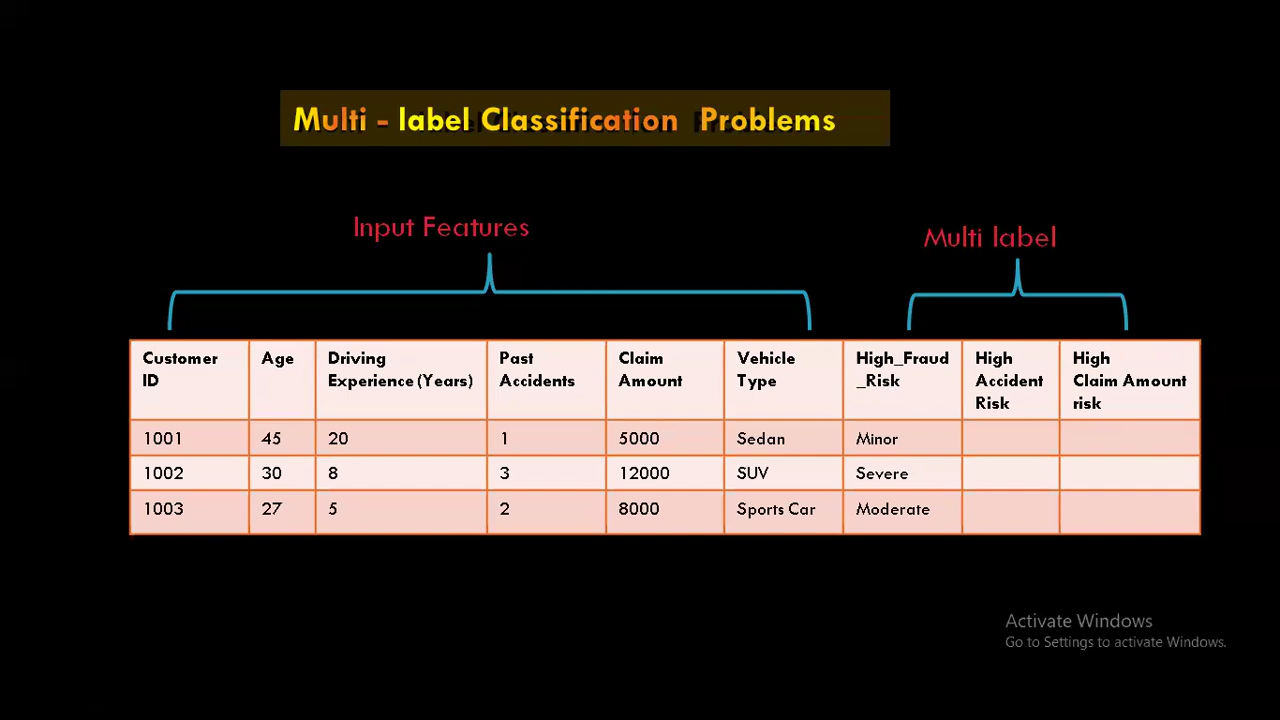 Multi - label Classification Problems
Input Features
Multi label
Customer ID | Age | Driving Experience (Years) | Past Accidents | Claim Amount | Vehicle Type | High_Fraud_Risk | High Accident Risk | High Claim Amount risk
1001 | 45 | 20 | 1 | 5000 | Sedan | Minor
1002 | 30 | 8 | 3 | 12000 | SUV | Severe
1003 | 27 | 5 | 2 | 8000 | Sports Car | Moderate
Activate Windows
Go to Settings to activate Windows.